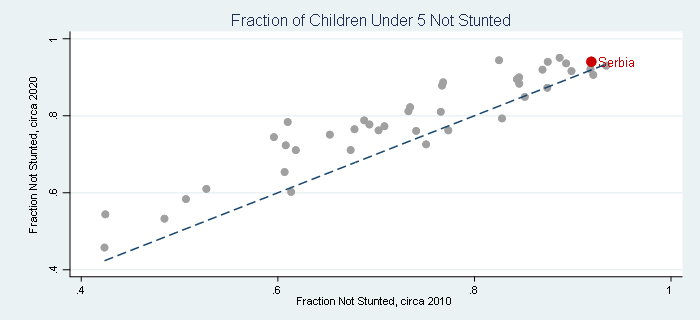 Fraction of Children Under 5 Not Stunted
Fraction Not Stunted, circa 2020
1
.8
.6
.4
Serbia
.4 .6 .8 1
Fraction Not Stunted, circa 2010